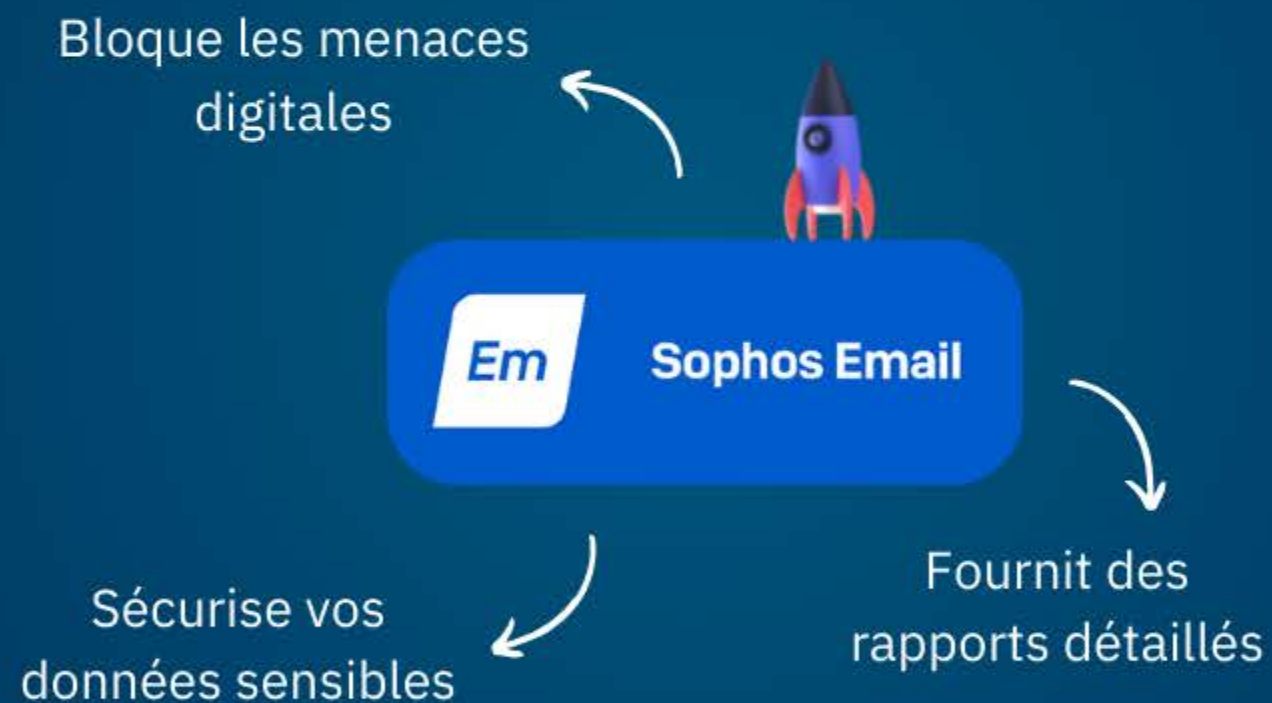 Bloque les menaces
digitales
Em
Sophos Email
Sécurise vos
données sensibles
Fournit des
rapports détaillés